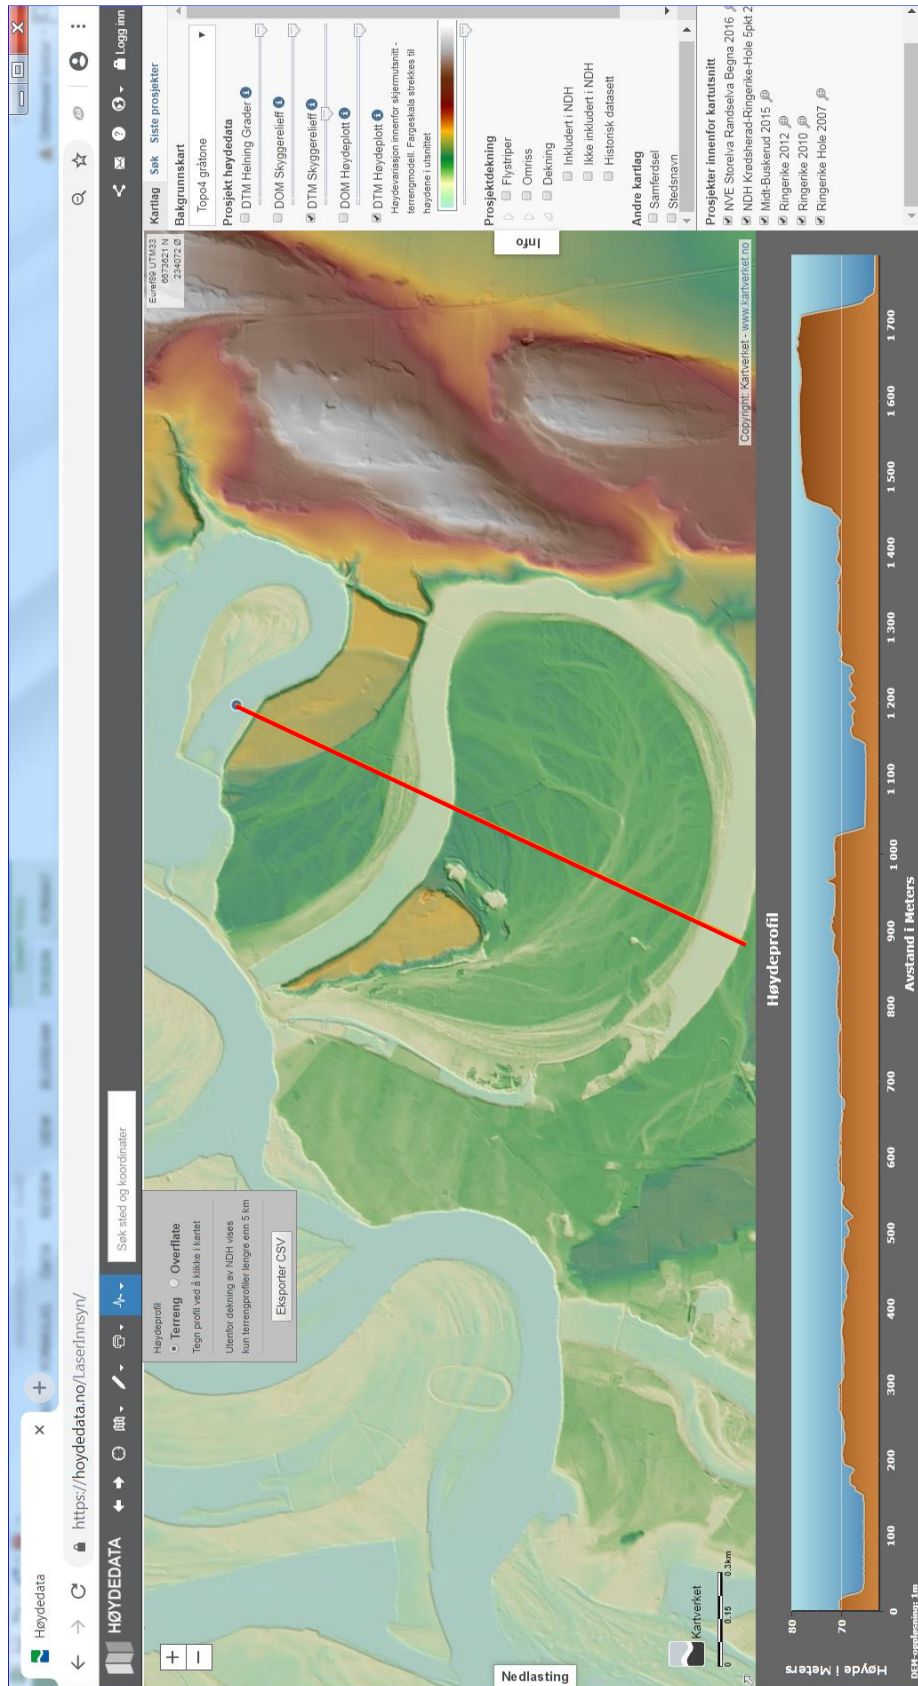 Høydedata
https://hoydedata.no/LaserInnsyn/
HØYDEDATA
Søk sted og koordinater
Logg inn
Høydeprofil
Terreng
Overflate
Tegn profil ved å klikke i kartet
Utenfor dekning av NDH vises
kun terrengprofiler lengre enn 5 km
Eksporter CSV
Euref89 UTM33
6673621 N
234072 Ø
Kartlag
Søk
Siste prosjekter
Bakgrunnskart
Topo4 gråtone
Prosjekt høydedata
DTM Helning Grader
DOM Skyggerelieff
DTM Skyggerelieff
DOM Høydeplott
DTM Høydeplott
Høydevariasjon innenfor skjermutsnitt -
terrengmodell. Fargeskala strekkes til
høydene i utsnittet
Prosjektdekning
Flystriper
Omriss
Dekning
Inkludert i NDH
Ikke inkludert i NDH
Historisk datasett
Andre kartlag
Samferdsel
Stedsnavn
Prosjekter innenfor kartutsnitt
NVE Storelva Randselva Begna 2016
NDH Krødsherad-Ringerike-Hole 5pkt 2
Midt-Buskerud 2015
Ringerike 2012
Ringerike 2010
Ringerike Hole 2007
Info
Nedlasting
Kartverket
0
0.15
0.3km
Copyright: Kartverket - www.kartverket.no
Høydeprofil
Høyde i Meters
80
70
0
100
200
300
400
500
600
700
800
900
1 000
1 100
1 200
1 300
1 400
1 500
1 600
1 700
Avstand i Meters
DEM-oppløsning: 1m